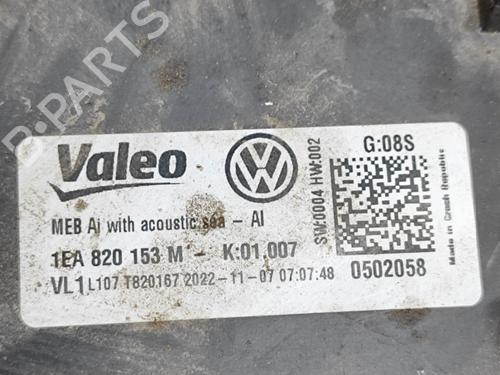 B-PARTS
Valeo
G:08S
SW:0004 HW:002
Made in Czech Republic
MEB Ai with acoustic sea - AI
1EA 820 153 M - K:01.007
VL1 L107 T820167 2022-11-07 07:07:48
0502058